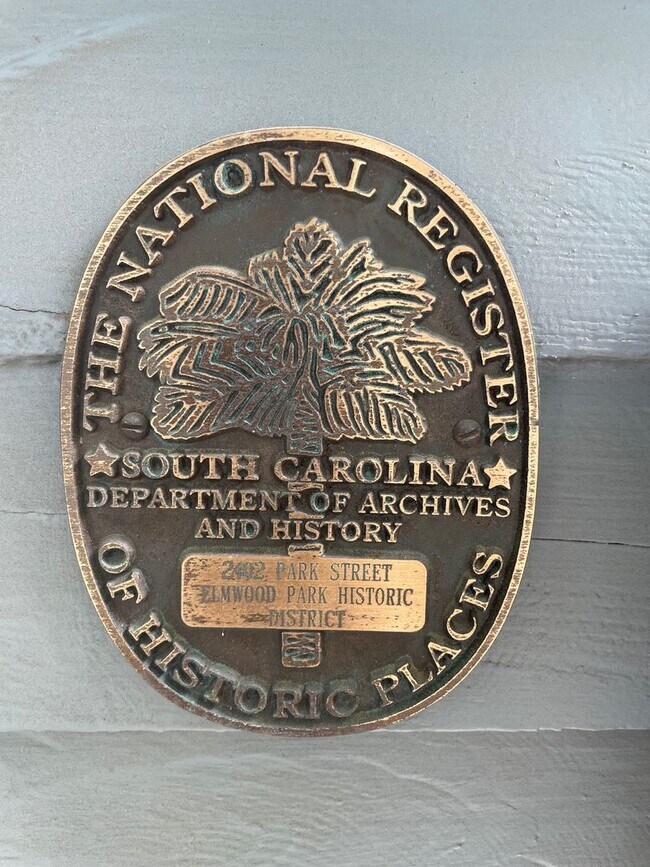 THE NATIONAL REGISTER
SOUTH CAROLINA
DEPARTMENT OF ARCHIVES
AND HISTORY
2402 PARK STREET
ELMWOOD PARK HISTORIC
DISTRICT
OF HISTORIC PLACES